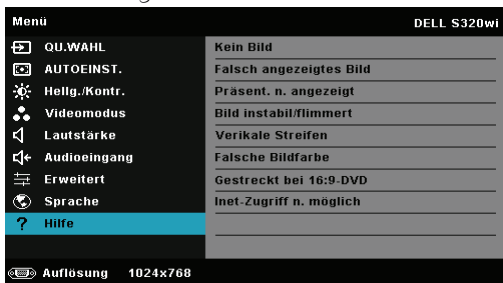 Menü DELL S320wi
QU.WAHL Kein Bild
AUTOEINST. Falsch angezeigtes Bild
Hellg./Kontr. Präsent. n. angezeigt
Videomodus Bild instabil/flimmert
Lautstärke Verikale Streifen
Audioeingang Falsche Bildfarbe
Erweitert Gestreckt bei 16:9-DVD
Sprache Inet-Zugriff n. möglich
? Hilfe
Auflösung 1024x768